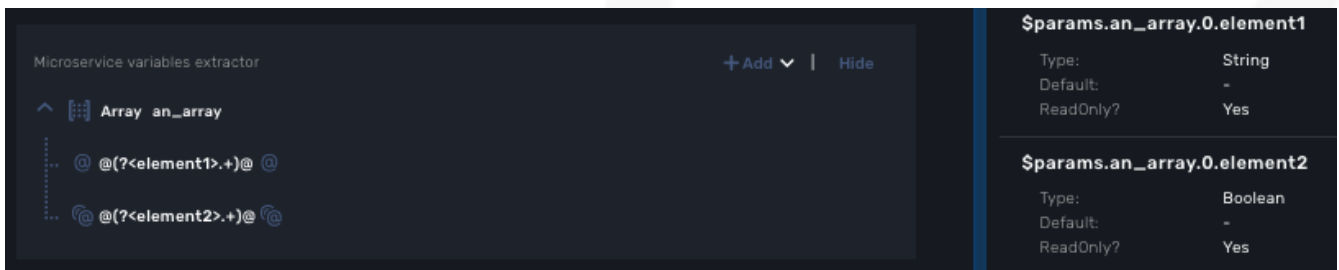 Microservice variables extractor
+Add | Hide
Array an_array
@(?<element1>.+)@
@(?<element2>.+)@
$params.an_array.0.element1
Type: String
Default: -
ReadOnly? Yes
$params.an_array.0.element2
Type: Boolean
Default: -
ReadOnly? Yes